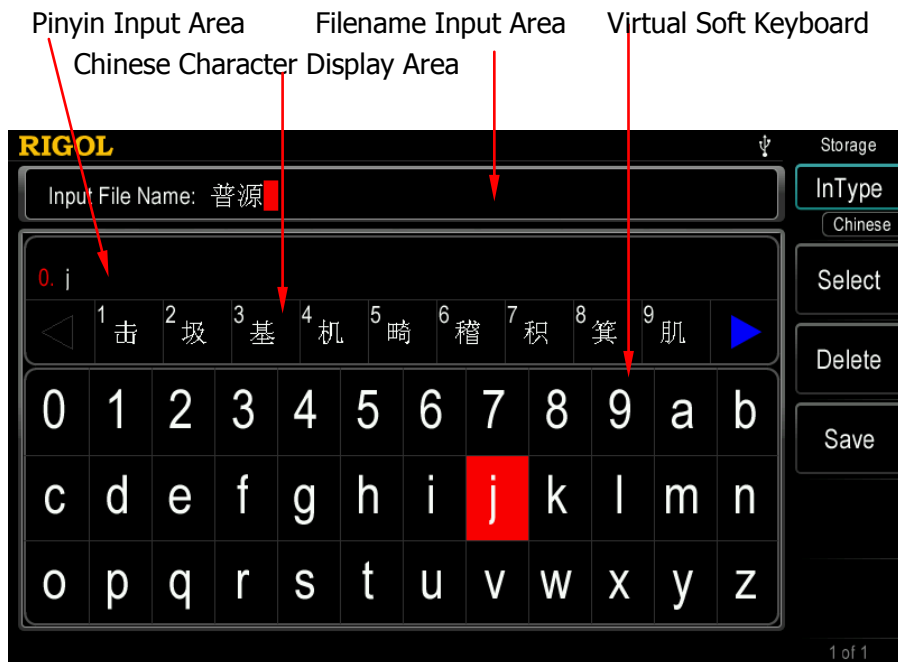 Pinyin Input Area Filename Input Area Virtual Soft Keyboard
Chinese Character Display Area
RIGOL Storage
Input File Name: 普源 InType
Chinese
0. j Select
1 击 2 圾 3 基 4 机 5 畸 6 稽 7 积 8 箕 9 肌
Delete
0 1 2 3 4 5 6 7 8 9 a b
Save
c d e f g h i j k l m n
o p q r s t u v w x y z
1 of 1